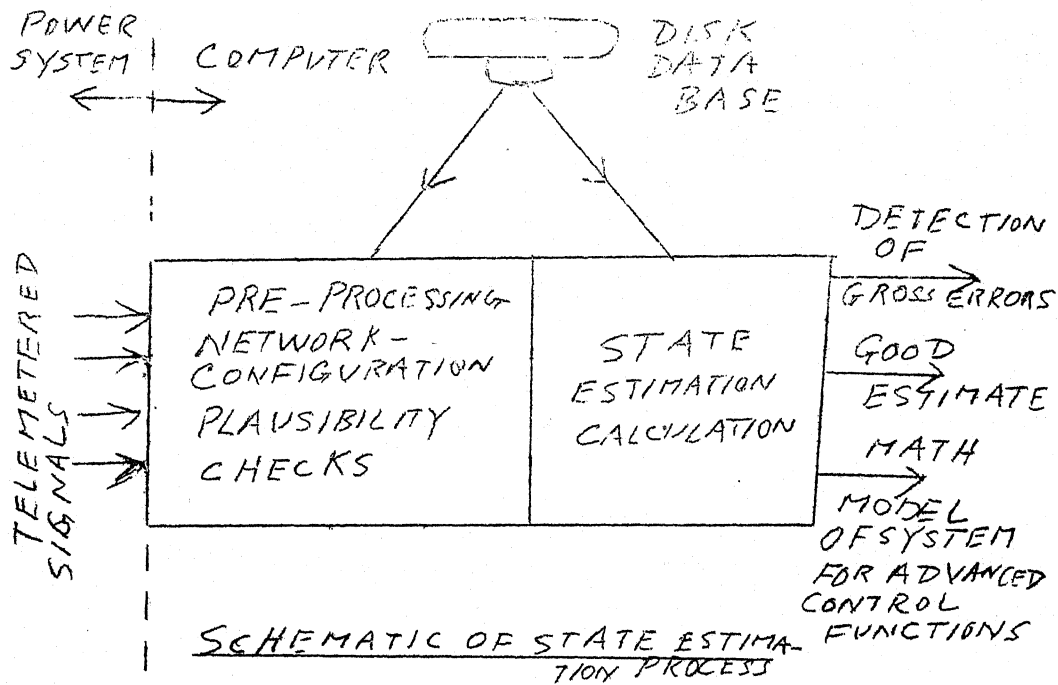 POWER
SYSTEM
COMPUTER
DISK
DATA
BASE
TELEMETERED
SIGNALS
PRE-PROCESSING
NETWORK-
CONFIGURATION
PLAUSIBILITY
CHECKS
STATE
ESTIMATION
CALCULATION
DETECTION
OF
GROSS ERRORS
GOOD
ESTIMATE
MATH
MODEL
OF SYSTEM
FOR ADVANCED
CONTROL
FUNCTIONS
SCHEMATIC OF STATE ESTIMA-
TION PROCESS